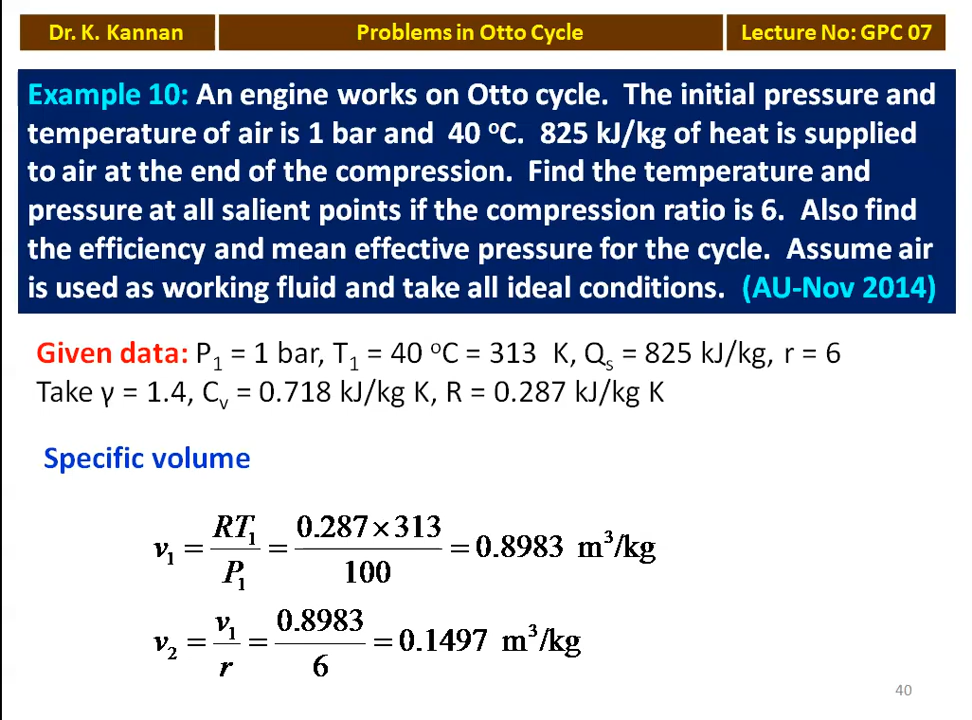 Dr. K. Kannan Problems in Otto Cycle Lecture No: GPC 07
Example 10: An engine works on Otto cycle. The initial pressure and
temperature of air is 1 bar and 40 ᵒC. 825 kJ/kg of heat is supplied
to air at the end of the compression. Find the temperature and
pressure at all salient points if the compression ratio is 6. Also find
the efficiency and mean effective pressure for the cycle. Assume air
is used as working fluid and take all ideal conditions. (AU-Nov 2014)
Given data: P₁ = 1 bar, T₁ = 40 ᵒC = 313 K, Qₛ = 825 kJ/kg, r = 6
Take γ = 1.4, Cᵥ = 0.718 kJ/kg K, R = 0.287 kJ/kg K
Specific volume
v₁ = RT₁/P₁ = 0.287×313/100 = 0.8983 m³/kg
v₂ = v₁/r = 0.8983/6 = 0.1497 m³/kg
40